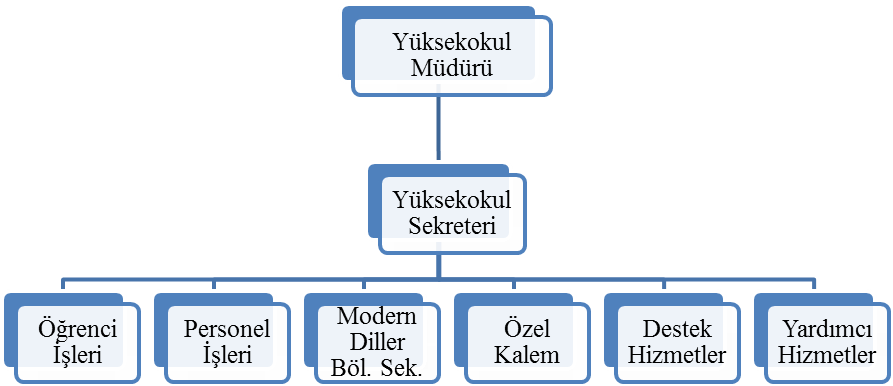 Yüksekokul
Müdürü
Yüksekokul
Sekreteri
Öğrenci
İşleri
Personel
İşleri
Modern
Diller
Böl. Sek.
Özel
Kalem
Destek
Hizmetler
Yardımcı
Hizmetler